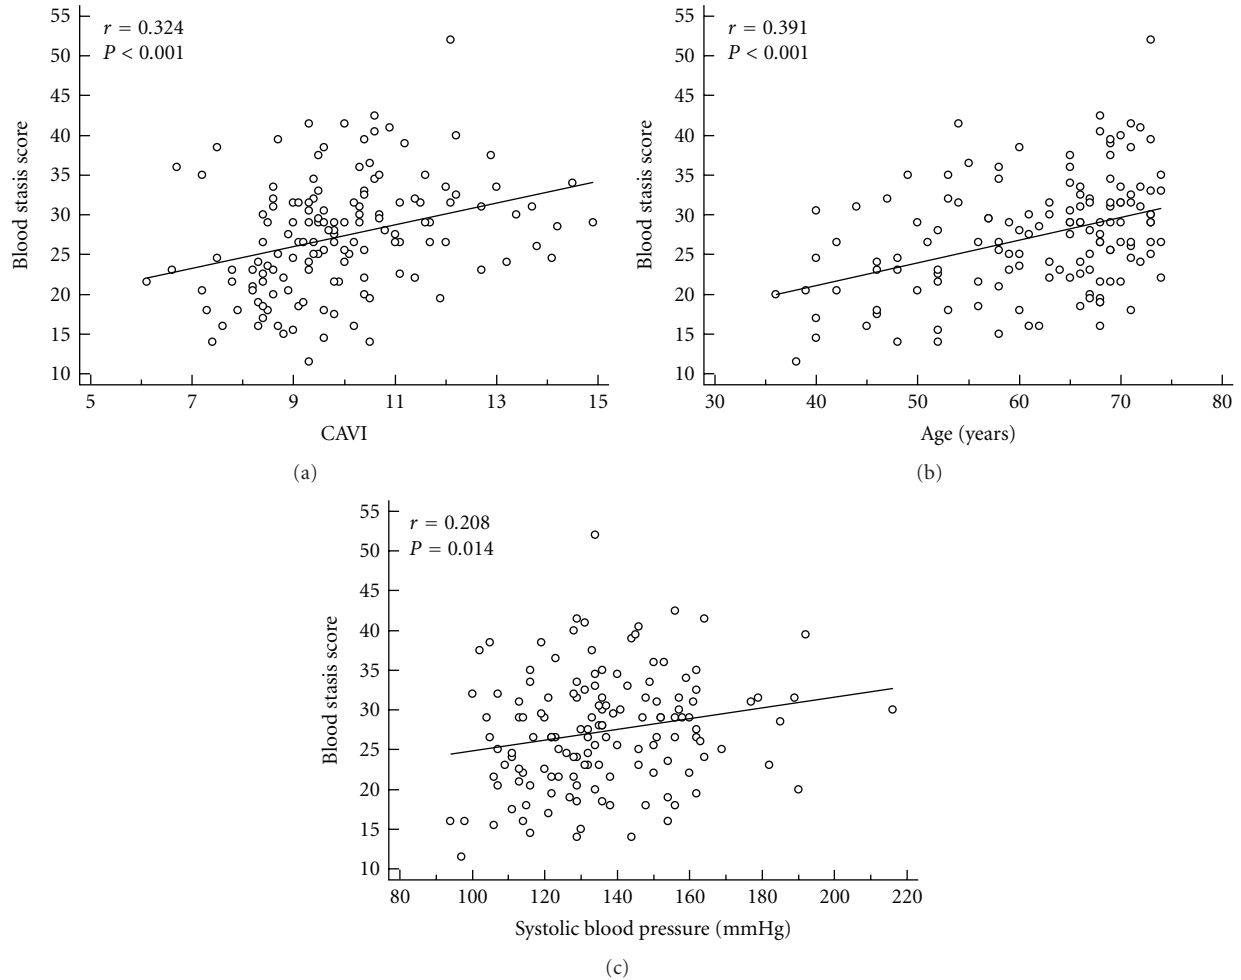 r = 0.324
P < 0.001
55
50
45
40
35
30
25
20
15
10
Blood stasis score
5 7 9 11 13 15
CAVI
(a)
r = 0.391
P < 0.001
55
50
45
40
35
30
25
20
15
10
Blood stasis score
30 40 50 60 70 80
Age (years)
(b)
r = 0.208
P = 0.014
55
50
45
40
35
30
25
20
15
10
Blood stasis score
80 100 120 140 160 180 200 220
Systolic blood pressure (mmHg)
(c)